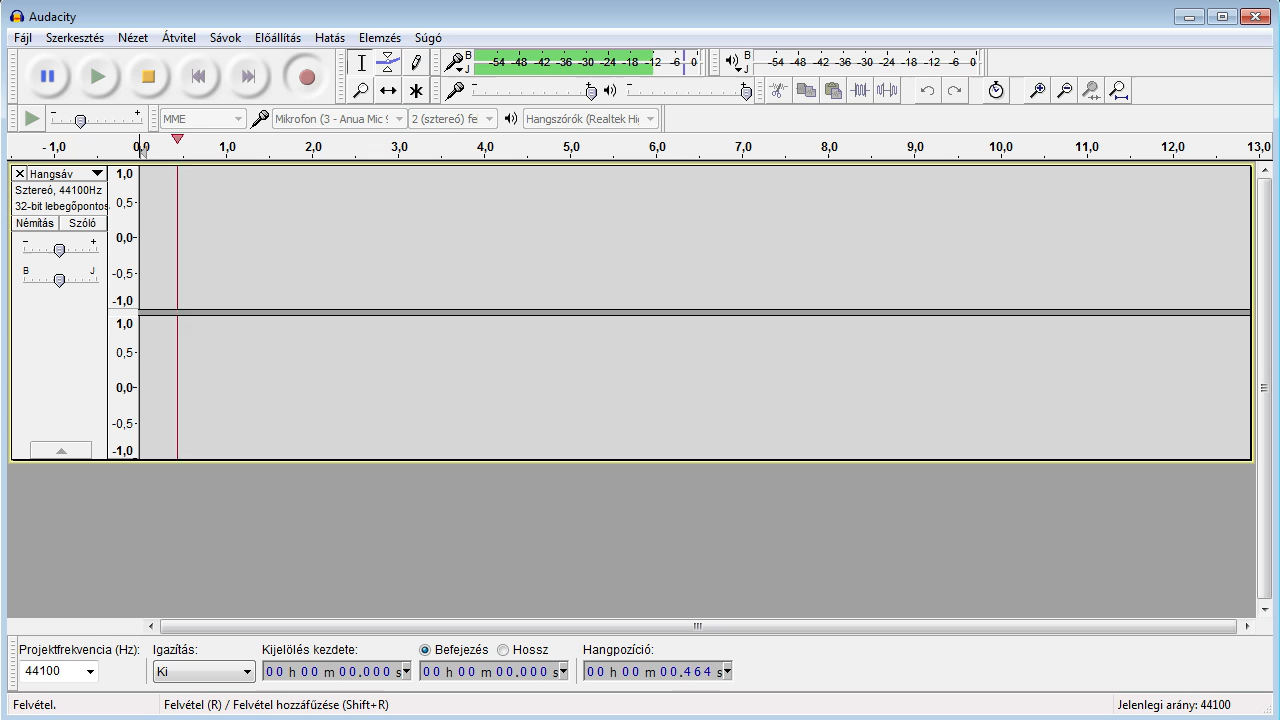 Audacity
Fájl Szerkesztés Nézet Átvitel Sávok Előállítás Hatás Elemzés Súgó
B J -54 -48 -42 -36 -30 -24 -18 -12 -6 0 B J -54 -48 -42 -36 -30 -24 -18 -12 -6 0
MME Mikrofon (3 - Anua Mic 2 (sztereó) fe Hangszórók (Realtek Hi
- 1,0 0,0 1,0 2,0 3,0 4,0 5,0 6,0 7,0 8,0 9,0 10,0 11,0 12,0 13,0
Hangsáv
Sztereó, 44100Hz
32-bit lebegõpontos
Némítás Szóló
- +
B J
1,0
0,5-
0,0-
-0,5-
-1,0
1,0
0,5-
0,0-
-0,5-
-1,0
Projektfrekvencia (Hz): Igazítás: Kijelölés kezdete: Befejezés Hossz Hangpozíció:
44100 Ki 00 h 00 m 00.000 s 00 h 00 m 00.000 s 00 h 00 m 00.464 s
Felvétel. Felvétel (R) / Felvétel hozzáfűzése (Shift+R) Jelenlegi arány: 44100